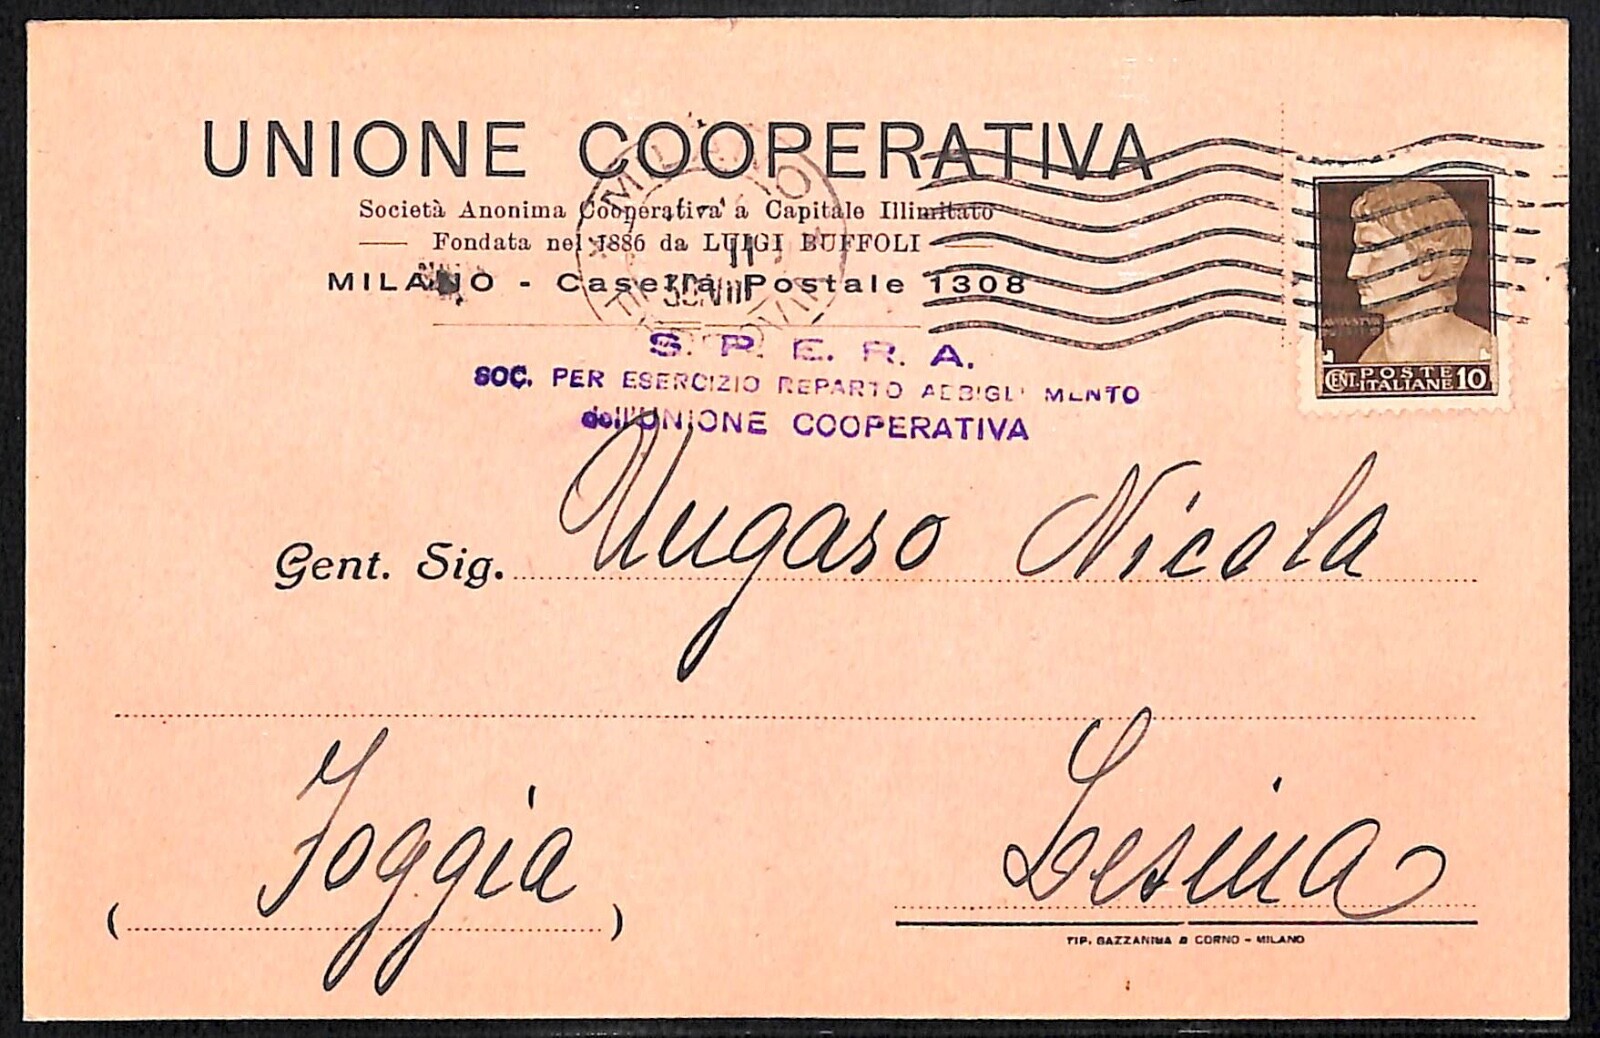 UNIONE COOPERATIVA
Società Anonima Cooperativa a Capitale Illimitato
Fondata nel 1886 da LUIGI BUFFOLI
MILANO - Casella Postale 1308
MILANO
S. P. E. R. A.
SOC. PER ESERCIZIO REPARTO ABBIGLIAMENTO
dell'UNIONE COOPERATIVA
POSTE
CENT. ITALIANE 10
Gent. Sig. Nicola
Foggia
Lesina
( )
TIP. GAZZANIGA & CORNO - MILANO